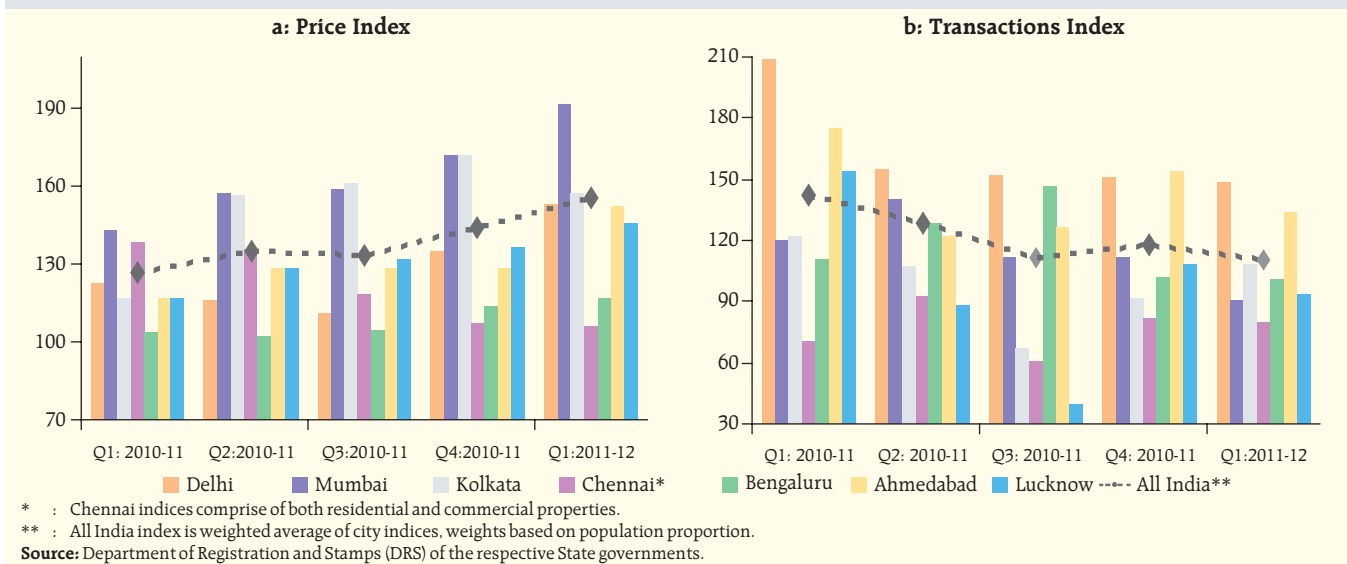 a: Price Index
190
160
130
100
70
Q1: 2010-11 Q2:2010-11 Q3:2010-11 Q4:2010-11 Q1:2011-12
b: Transactions Index
210
180
150
120
90
60
30
Q1: 2010-11 Q2: 2010-11 Q3: 2010-11 Q4: 2010-11 Q1:2011-12
Delhi Mumbai Kolkata Chennai* Bengaluru Ahmedabad Lucknow All India**
* : Chennai indices comprise of both residential and commercial properties.
** : All India index is weighted average of city indices, weights based on population proportion.
Source: Department of Registration and Stamps (DRS) of the respective State governments.